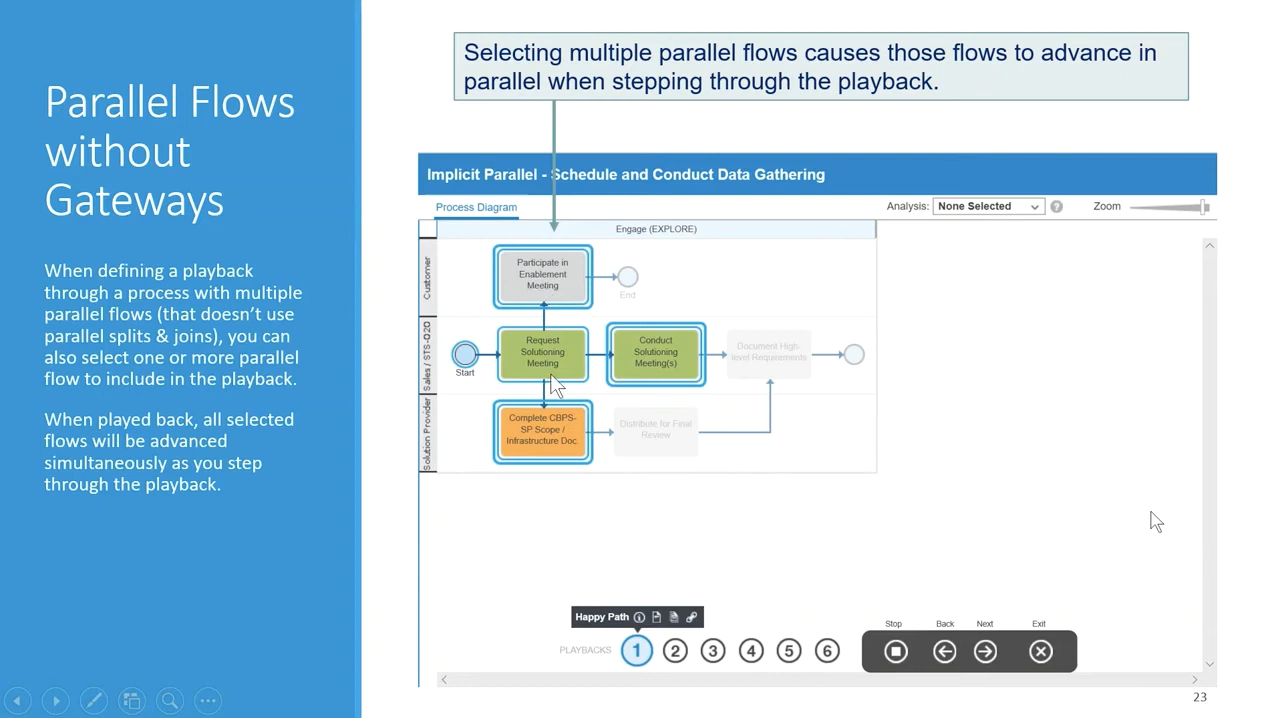 Parallel Flows
without
Gateways
When defining a playback
through a process with multiple
parallel flows (that doesn't use
parallel splits & joins), you can
also select one or more parallel
flow to include in the playback.
When played back, all selected
flows will be advanced
simultaneously as you step
through the playback.
Selecting multiple parallel flows causes those flows to advance in
parallel when stepping through the playback.
Implicit Parallel - Schedule and Conduct Data Gathering
Process Diagram
Analysis: None Selected
?
Zoom
Engage (EXPLORE)
Customer
Participate in
Enablement
Meeting
End
Sales / STS-020
Start
Request
Solutioning
Meeting
Conduct
Solutioning
Meeting(s)
Document High-
level Requirements
Solution Provider
Complete CBPS-
SP Scope /
Infrastructure Doc.
Distribute for Final
Review
Happy Path
PLAYBACKS 1 2 3 4 5 6
Stop Back Next Exit
23